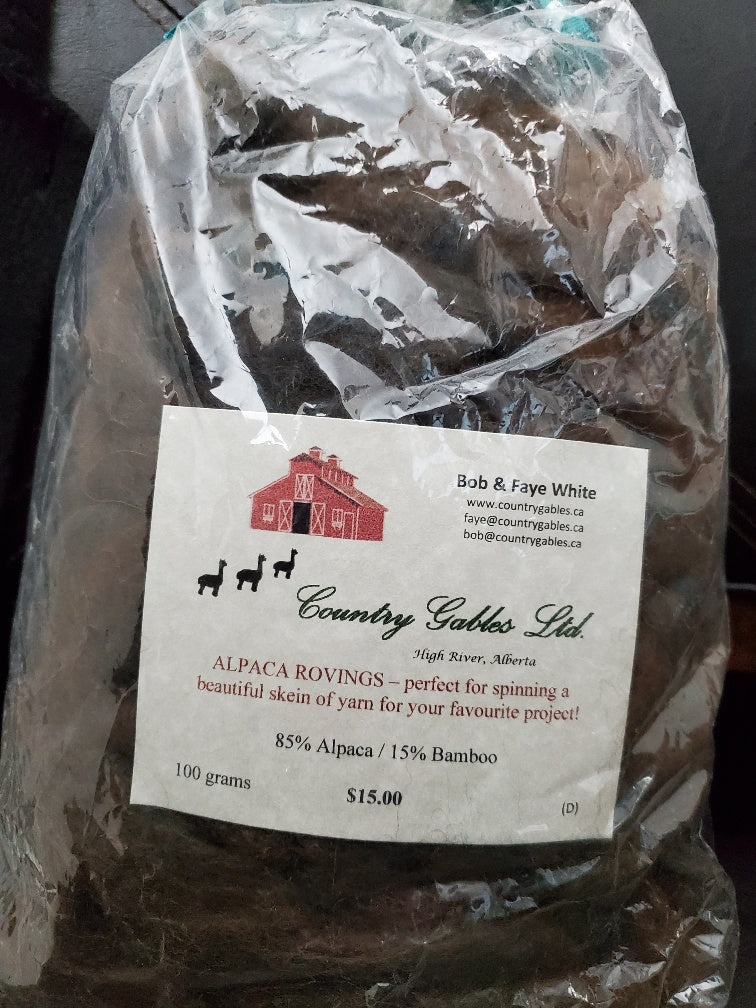 Bob & Faye White
www.countrygables.ca
faye@countrygables.ca
bob@countrygables.ca
Country Gables Ltd.
High River, Alberta
ALPACA ROVINGS – perfect for spinning a
beautiful skein of yarn for your favourite project!
85% Alpaca / 15% Bamboo
100 grams
$15.00
(D)